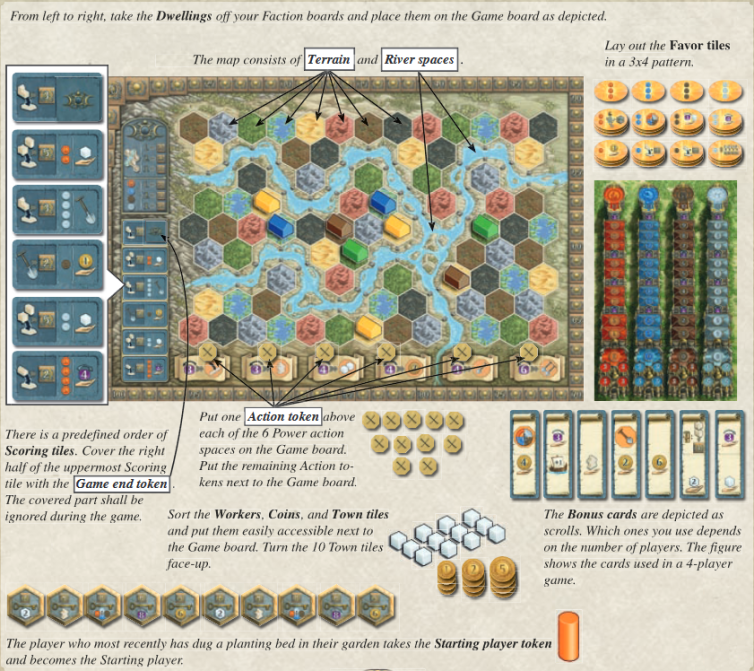 From left to right, take the Dwellings off your Faction boards and place them on the Game board as depicted.
The map consists of Terrain and River spaces .
Lay out the Favor tiles
in a 3x4 pattern.
There is a predefined order of
Scoring tiles. Cover the right
half of the uppermost Scoring
tile with the Game end token .
The covered part shall be
ignored during the game.
Put one Action token above
each of the 6 Power action
spaces on the Game board.
Put the remaining Action to-
kens next to the Game board.
Sort the Workers, Coins, and Town tiles
and put them easily accessible next to
the Game board. Turn the 10 Town tiles
face-up.
The Bonus cards are depicted as
scrolls. Which ones you use depends
on the number of players. The figure
shows the cards used in a 4-player
game.
The player who most recently has dug a planting bed in their garden takes the Starting player token
and becomes the Starting player.